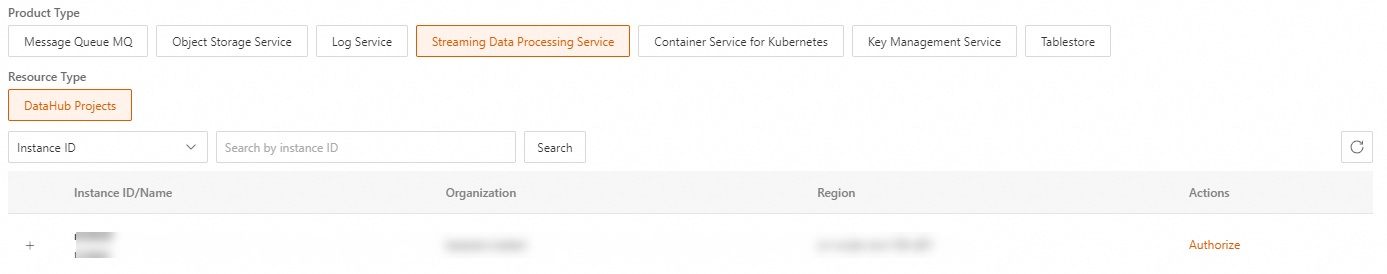 Product Type
Message Queue MQ Object Storage Service Log Service Streaming Data Processing Service Container Service for Kubernetes Key Management Service Tablestore
Resource Type
DataHub Projects
Instance ID Search by instance ID Search
Instance ID/Name Organization Region Actions
+ Authorize